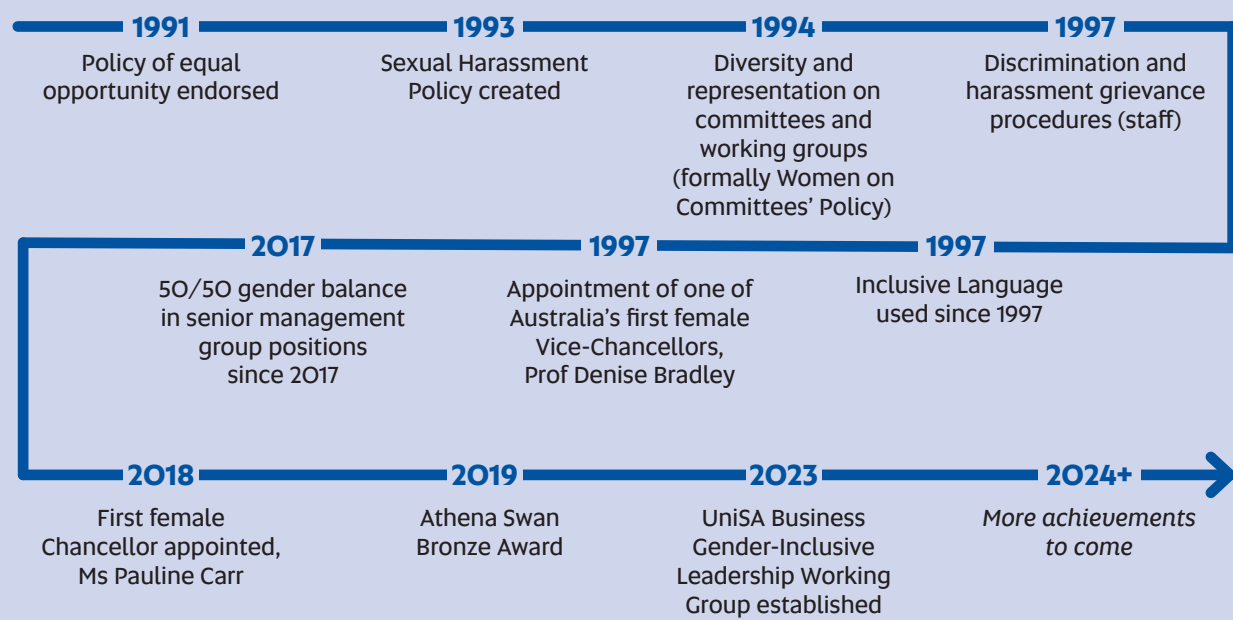 1991
Policy of equal
opportunity endorsed
1993
Sexual Harassment
Policy created
1994
Diversity and
representation on
committees and
working groups
(formally Women on
Committees’ Policy)
1997
Discrimination and
harassment grievance
procedures (staff)
1997
Inclusive Language
used since 1997
1997
Appointment of one of
Australia’s first female
Vice-Chancellors,
Prof Denise Bradley
2017
50/50 gender balance
in senior management
group positions
since 2017
2018
First female
Chancellor appointed,
Ms Pauline Carr
2019
Athena Swan
Bronze Award
2023
UniSA Business
Gender-Inclusive
Leadership Working
Group established
2024+
More achievements
to come